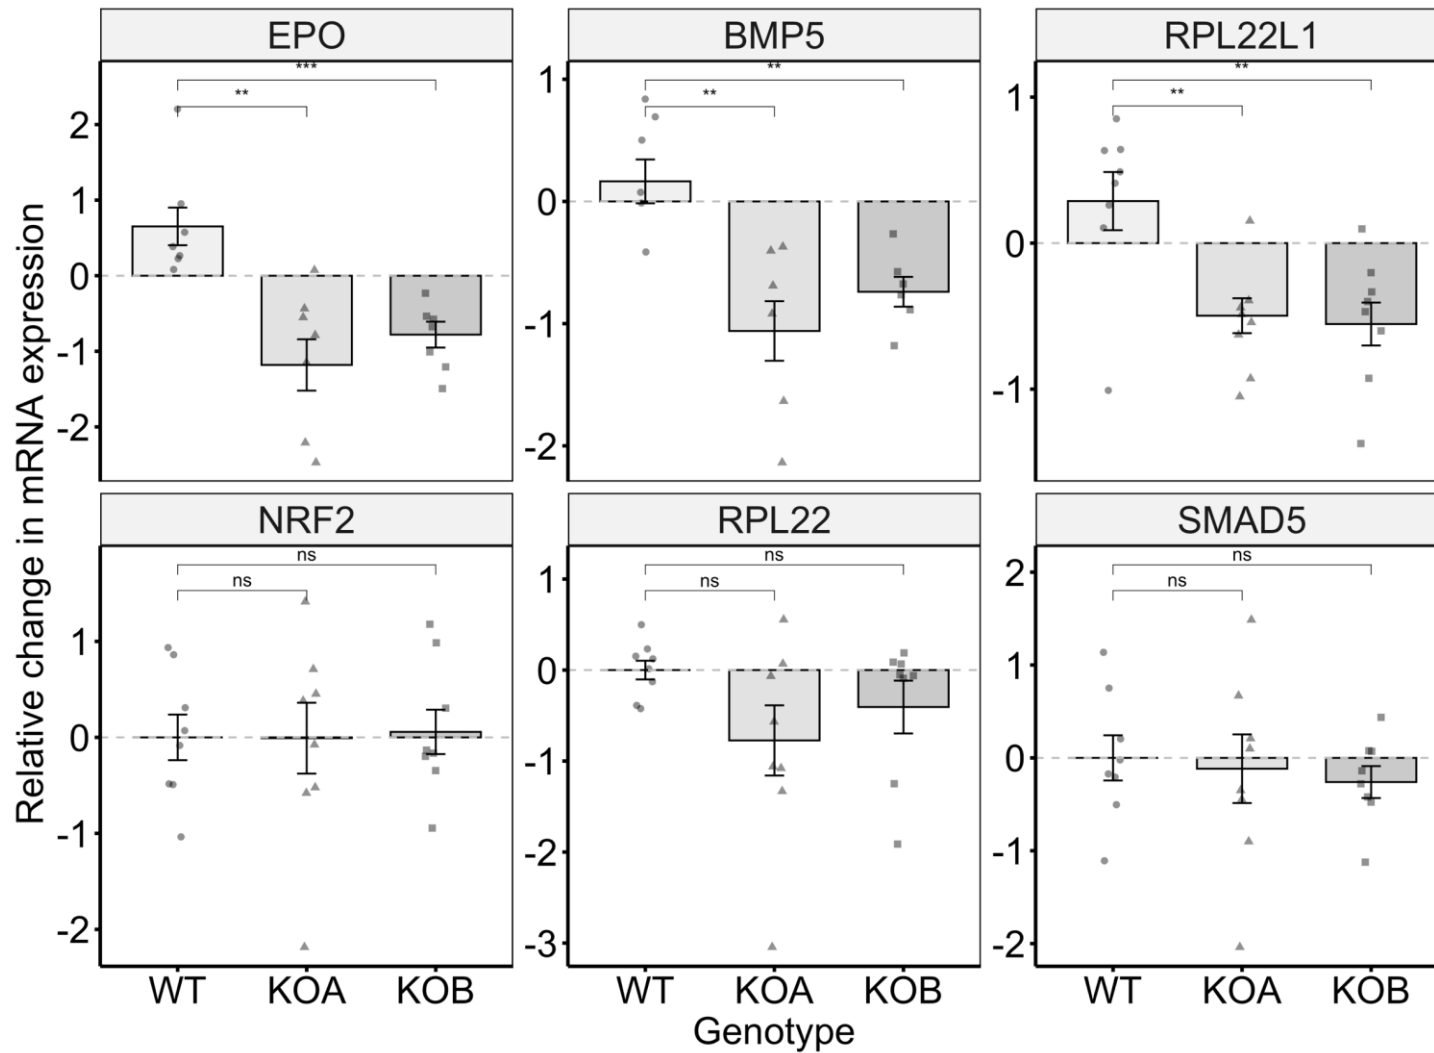 EPO
BMP5
RPL22L1
***
**
**
**
**
**
2
1
0
-1
-2
1
0
-1
-2
1
0
-1
Relative change in mRNA expression
NRF2
RPL22
SMAD5
ns
ns
ns
ns
ns
ns
1
0
-1
-2
1
0
-1
-2
-3
2
1
0
-1
-2
WT KOA KOB
WT KOA KOB
WT KOA KOB
Genotype